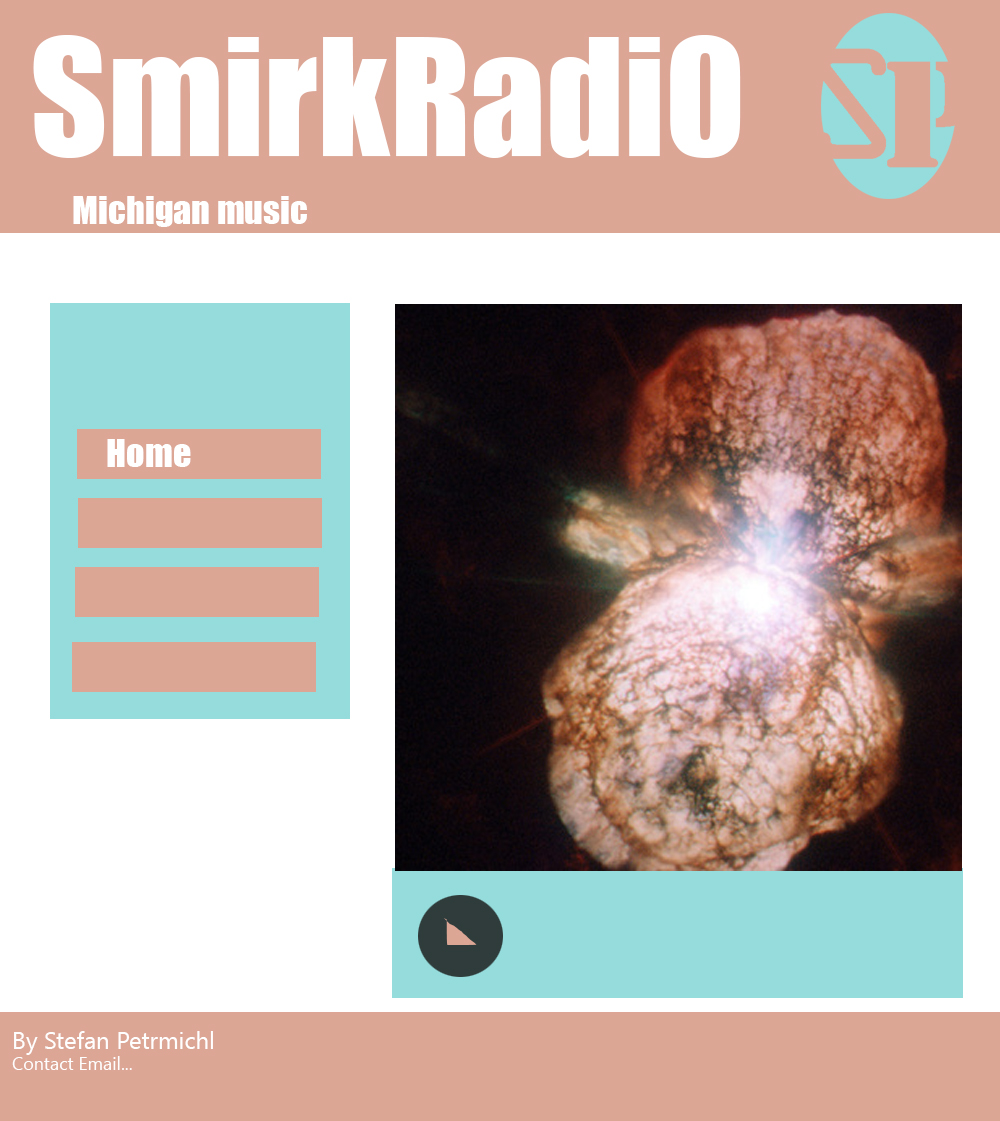 SmirkRadiO
Michigan music
Home
By Stefan Petrmichl
Contact Email...